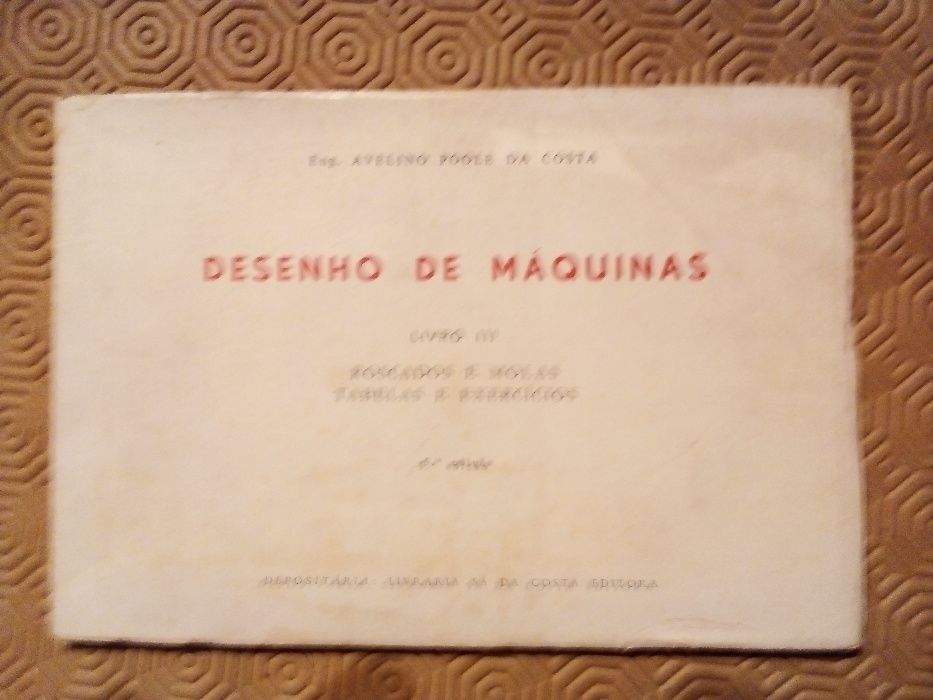 Eng. AVELINO POOLE DA COSTA
DESENHO DE MÁQUINAS
LIVRO III
ROSCADOS E MOLAS
TABELAS E EXERCÍCIOS
edição
DEPOSITÁRIA: LIVRARIA SÁ DA COSTA EDITORA